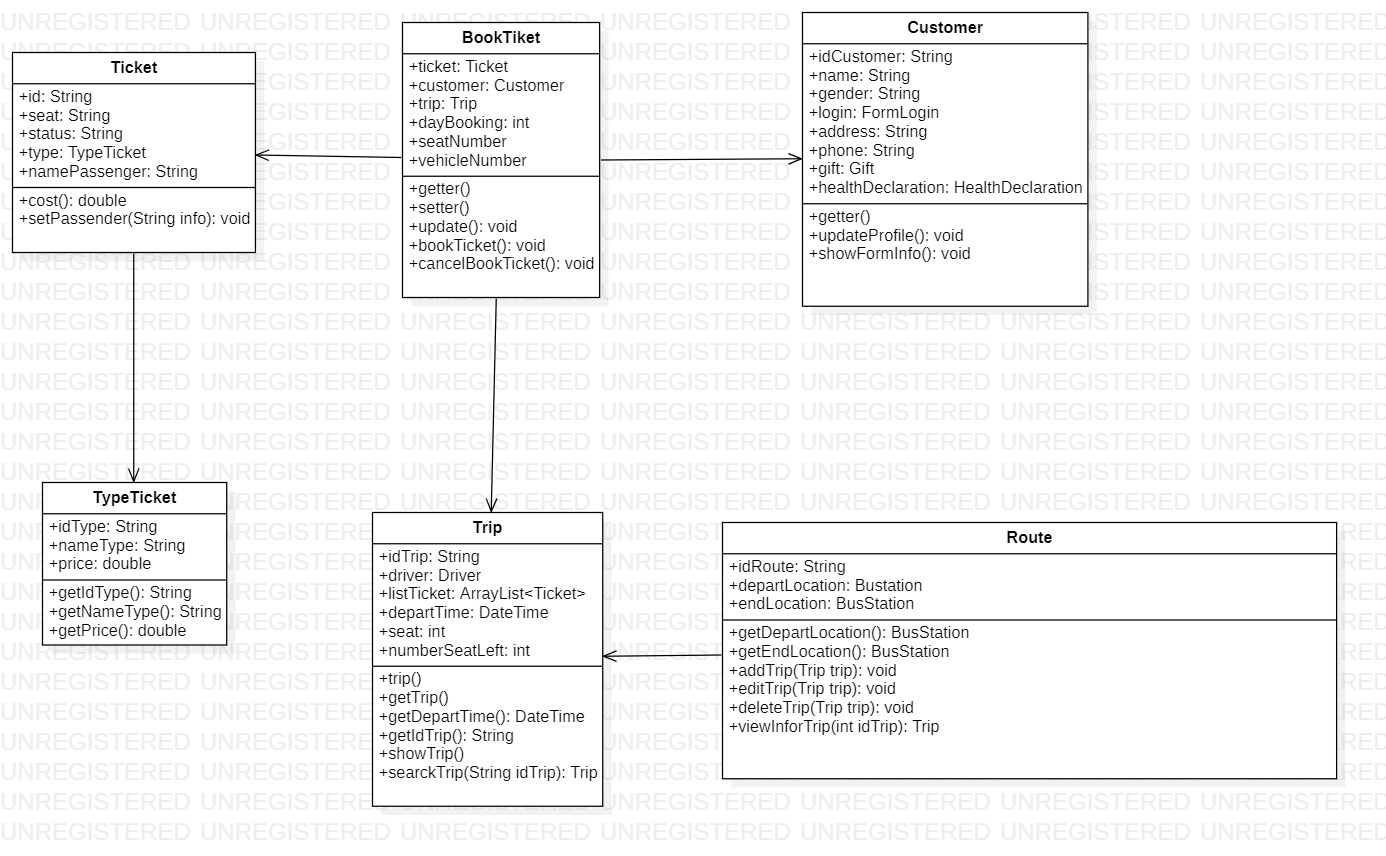 Ticket
+id: String
+seat: String
+status: String
+type: TypeTicket
+namePassenger: String
+cost(): double
+setPassender(String info): void
BookTiket
+ticket: Ticket
+customer: Customer
+trip: Trip
+dayBooking: int
+seatNumber
+vehicleNumber
+getter()
+setter()
+update(): void
+bookTicket(): void
+cancelBookTicket(): void
Customer
+idCustomer: String
+name: String
+gender: String
+login: FormLogin
+address: String
+phone: String
+gift: Gift
+healthDeclaration: HealthDeclaration
+getter()
+updateProfile(): void
+showFormInfo(): void
TypeTicket
+idType: String
+nameType: String
+price: double
+getIdType(): String
+getNameType(): String
+getPrice(): double
Trip
+idTrip: String
+driver: Driver
+listTicket: ArrayList<Ticket>
+departTime: DateTime
+seat: int
+numberSeatLeft: int
+trip()
+getTrip()
+getDepartTime(): DateTime
+getIdTrip(): String
+showTrip()
+searckTrip(String idTrip): Trip
Route
+idRoute: String
+departLocation: Bustation
+endLocation: BusStation
+getDepartLocation(): BusStation
+getEndLocation(): BusStation
+addTrip(Trip trip): void
+editTrip(Trip trip): void
+deleteTrip(Trip trip): void
+viewInforTrip(int idTrip): Trip
UNREGISTERED